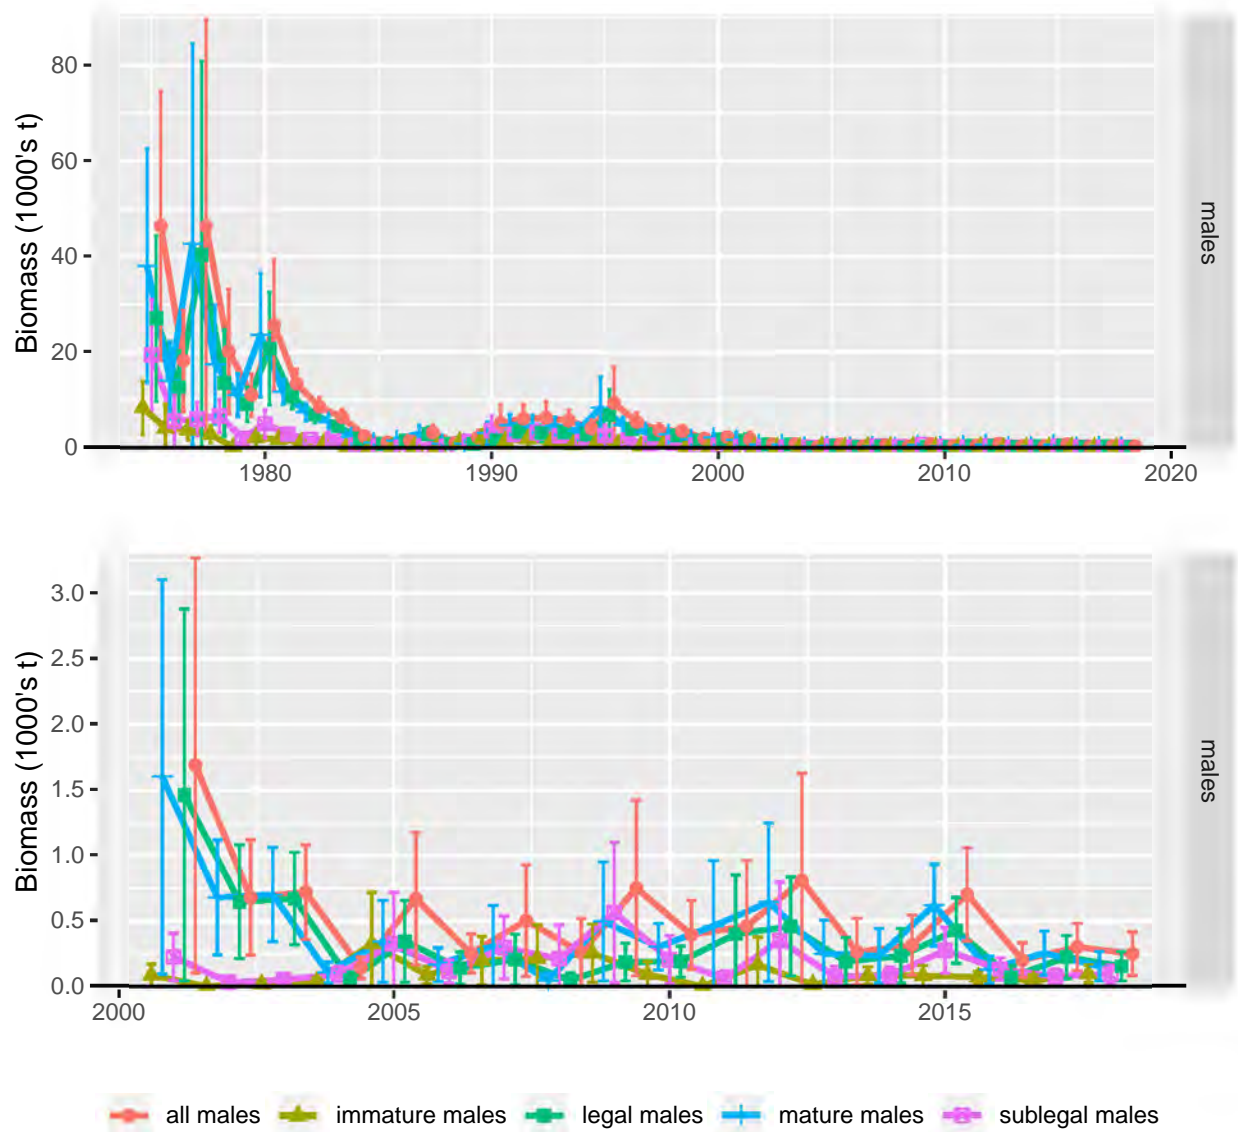 80
60
40
20
0
Biomass (1000's t)
males
1980
1990
2000
2010
2020
3.0
2.5
2.0
1.5
1.0
0.5
0.0
Biomass (1000's t)
males
2000
2005
2010
2015
all males
immature males
legal males
mature males
sublegal males